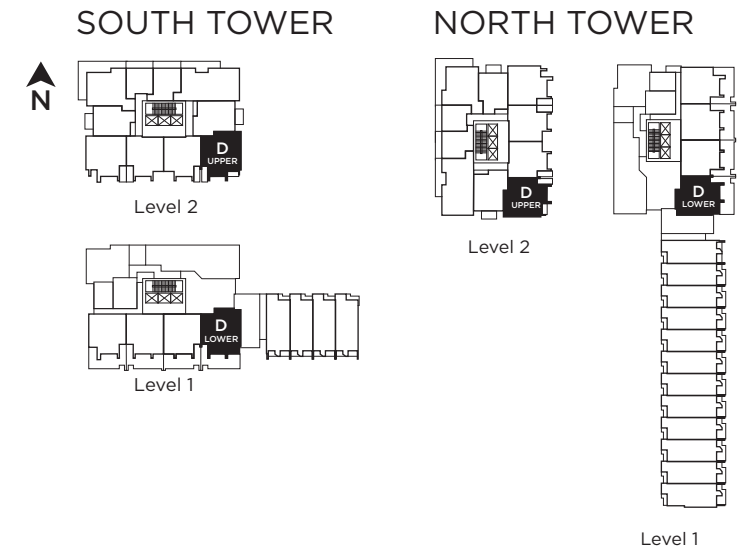 SOUTH TOWER
NORTH TOWER
N
D
UPPER
Level 2
D
UPPER
Level 2
D
LOWER
D
LOWER
Level 1
Level 1